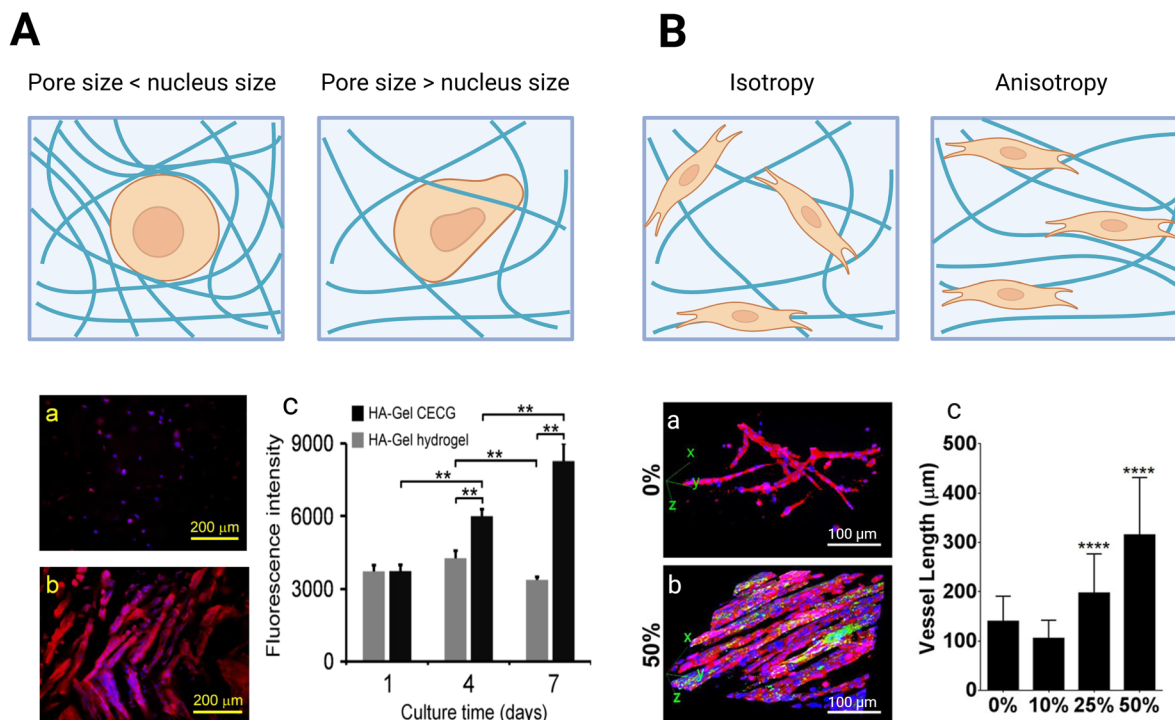 A
B
Pore size < nucleus size
Pore size > nucleus size
Isotropy
Anisotropy
a
200 µm
b
200 µm
C
HA-Gel CECG
HA-Gel hydrogel
Fluorescence intensity
9000
6000
3000
0
**
**
**
**
**
**
1
4
7
Culture time (days)
a
0%
x
y
z
100 µm
b
50%
x
y
z
100 µm
C
Vessel Length (µm)
500
400
300
200
100
0
****
****
0%
10%
25%
50%